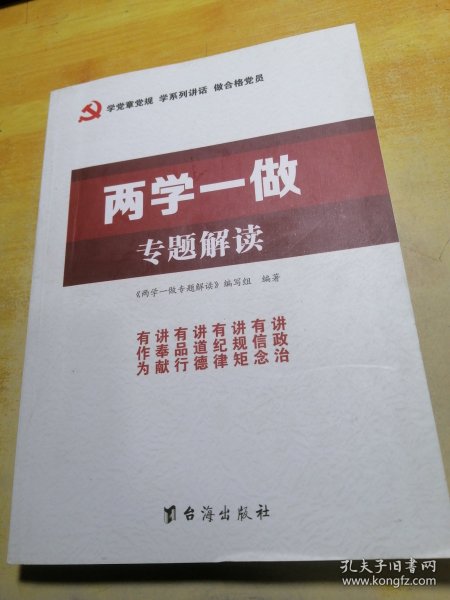 学党章党规 学系列讲话 做合格党员
两学一做
专题解读
《两学一做专题解读》编写组 编著
讲政治
有信念
讲规矩
有纪律
讲道德
有品行
讲奉献
有作为
台海出版社
孔夫子旧书网
www.kongfz.com